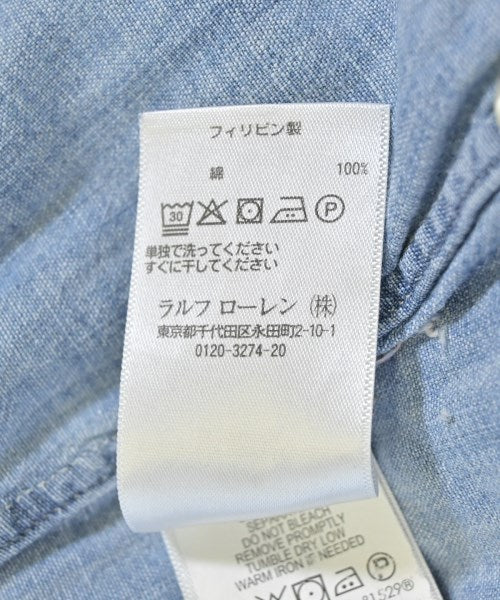 フィリピン製
綿 100%
30 P
単独で洗ってください
すぐに干してください
ラルフ ローレン (株)
東京都千代田区永田町2-10-1
0120-3274-20
DO NOT BLEACH
REMOVE PROMPTLY
TUMBLE DRY LOW
WARM IRON IF NEEDED
81529®